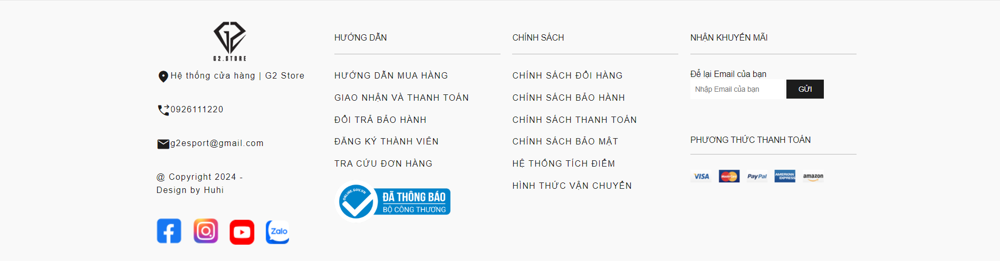 G2.STORE
Hệ thống cửa hàng | G2 Store
0926111220
g2esport@gmail.com
@ Copyright 2024 -
Design by Huhi
Zalo
HƯỚNG DẪN
HƯỚNG DẪN MUA HÀNG
GIAO NHẬN VÀ THANH TOÁN
ĐỔI TRẢ BẢO HÀNH
ĐĂNG KÝ THÀNH VIÊN
TRA CỨU ĐƠN HÀNG
ONLINE.GOV.VN
ĐÃ THÔNG BÁO
BỘ CÔNG THƯƠNG
CHÍNH SÁCH
CHÍNH SÁCH ĐỔI HÀNG
CHÍNH SÁCH BẢO HÀNH
CHÍNH SÁCH THANH TOÁN
CHÍNH SÁCH BẢO MẬT
HỆ THỐNG TÍCH ĐIỂM
HÌNH THỨC VẬN CHUYỂN
NHẬN KHUYẾN MÃI
Để lại Email của bạn
Nhập Email của bạn GỬI
PHƯƠNG THỨC THANH TOÁN
VISA MasterCard PayPal AMERICAN EXPRESS amazon